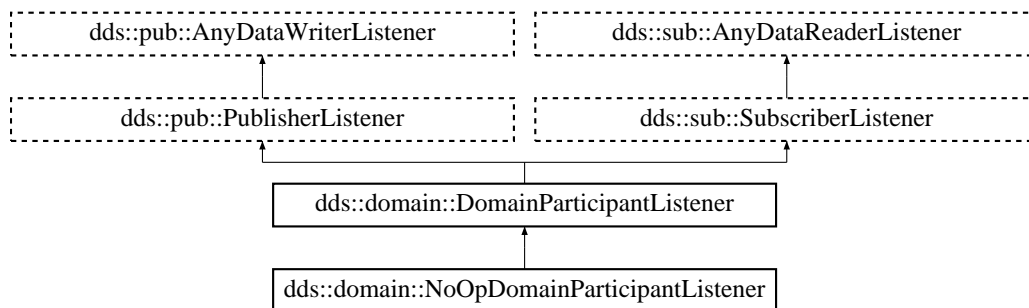 dds::pub::AnyDataWriterListener
dds::sub::AnyDataReaderListener
dds::pub::PublisherListener
dds::sub::SubscriberListener
dds::domain::DomainParticipantListener
dds::domain::NoOpDomainParticipantListener